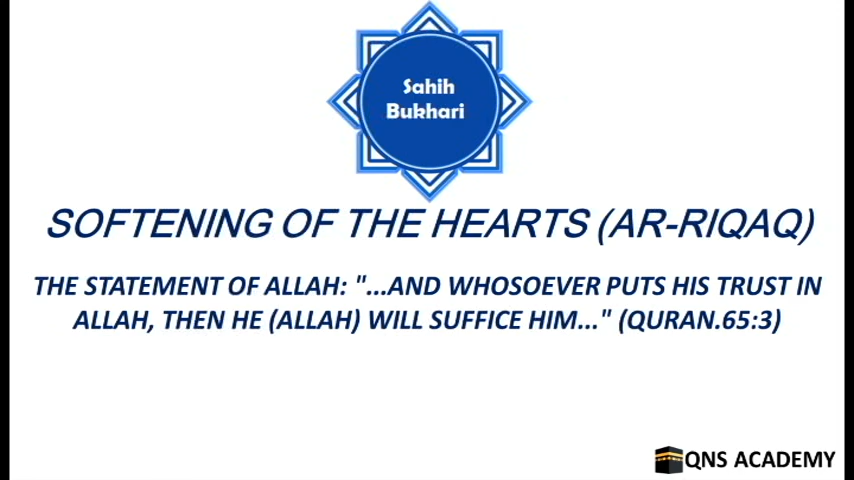 Sahih
Bukhari
SOFTENING OF THE HEARTS (AR-RIQAQ)
THE STATEMENT OF ALLAH: "...AND WHOSOEVER PUTS HIS TRUST IN
ALLAH, THEN HE (ALLAH) WILL SUFFICE HIM..." (QURAN.65:3)
QNS ACADEMY